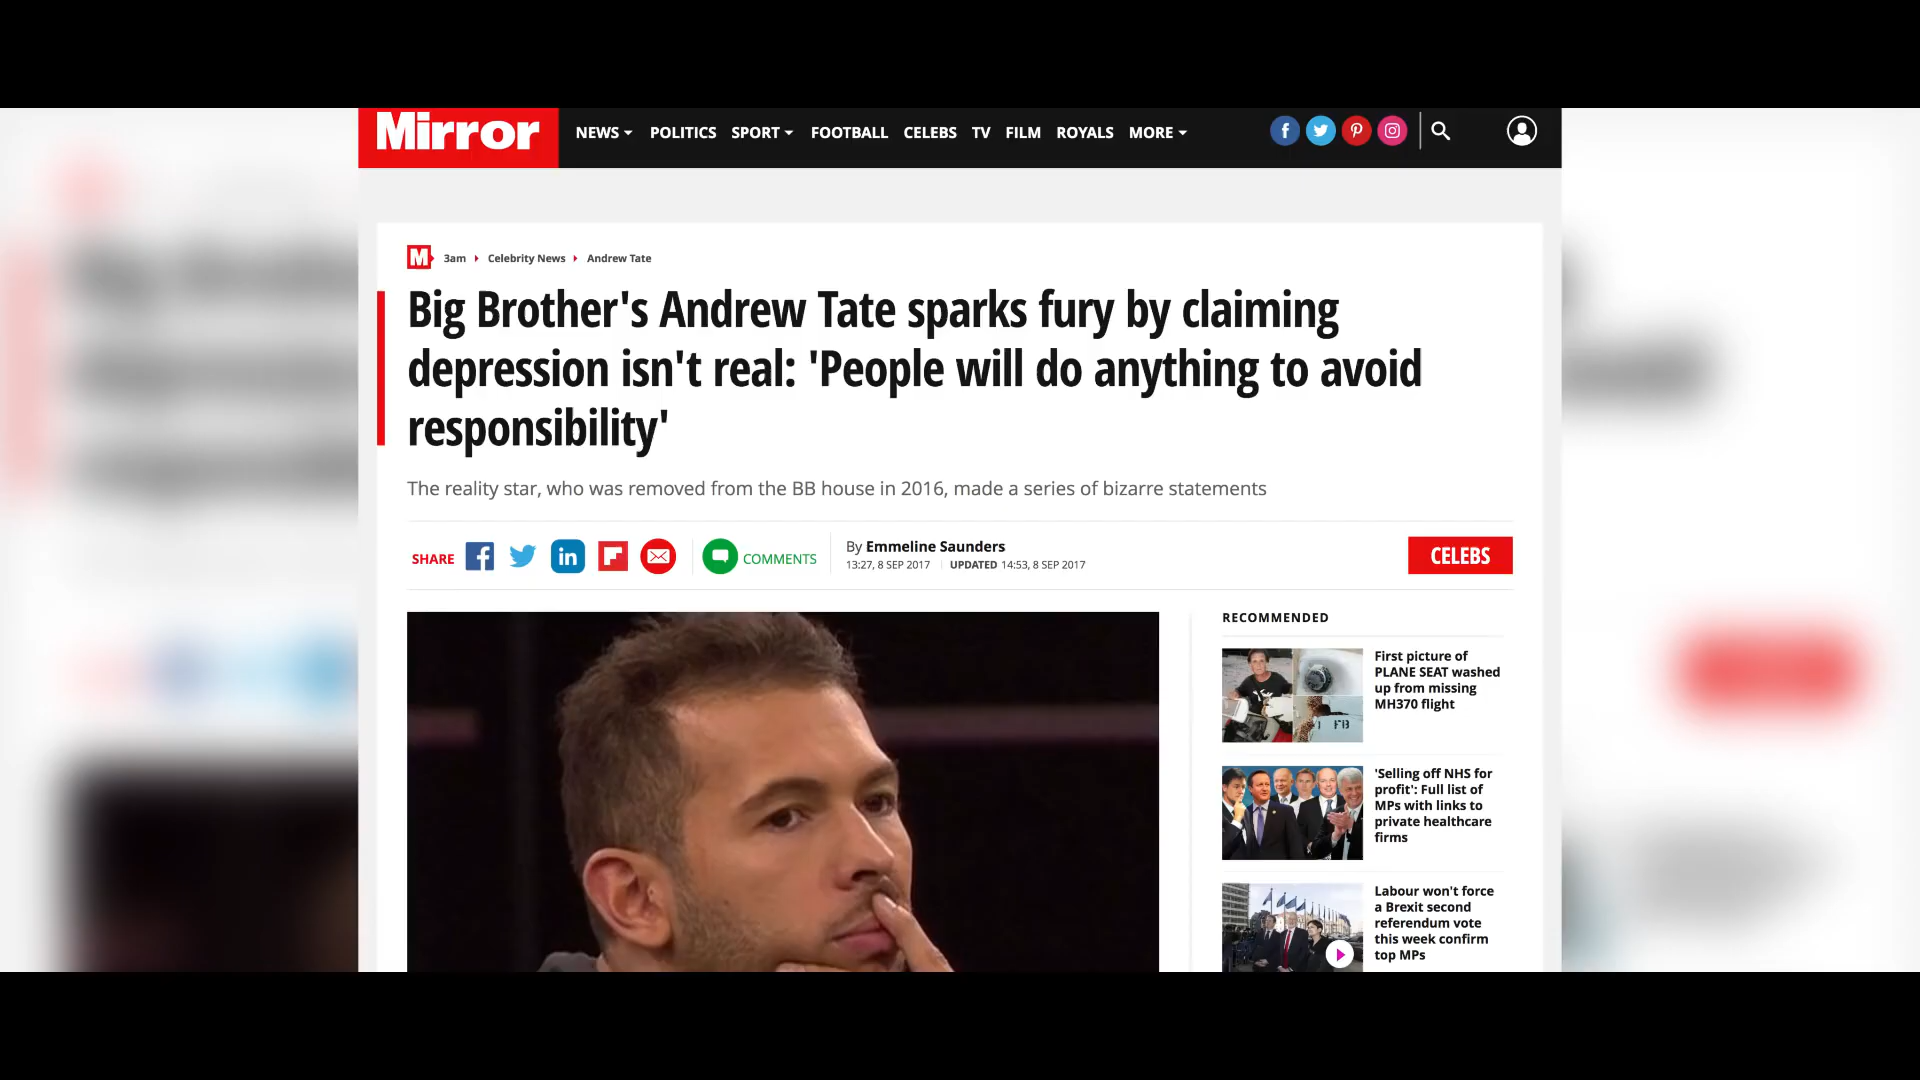 Mirror
NEWS POLITICS SPORT FOOTBALL CELEBS TV FILM ROYALS MORE
M 3am Celebrity News Andrew Tate
Big Brother's Andrew Tate sparks fury by claiming
depression isn't real: 'People will do anything to avoid
responsibility'
The reality star, who was removed from the BB house in 2016, made a series of bizarre statements
SHARE
COMMENTS
By Emmeline Saunders
13:27, 8 SEP 2017 UPDATED 14:53, 8 SEP 2017
CELEBS
RECOMMENDED
First picture of
PLANE SEAT washed
up from missing
MH370 flight
'Selling off NHS for
profit': Full list of
MPs with links to
private healthcare
firms
Labour won't force
a Brexit second
referendum vote
this week confirm
top MPs